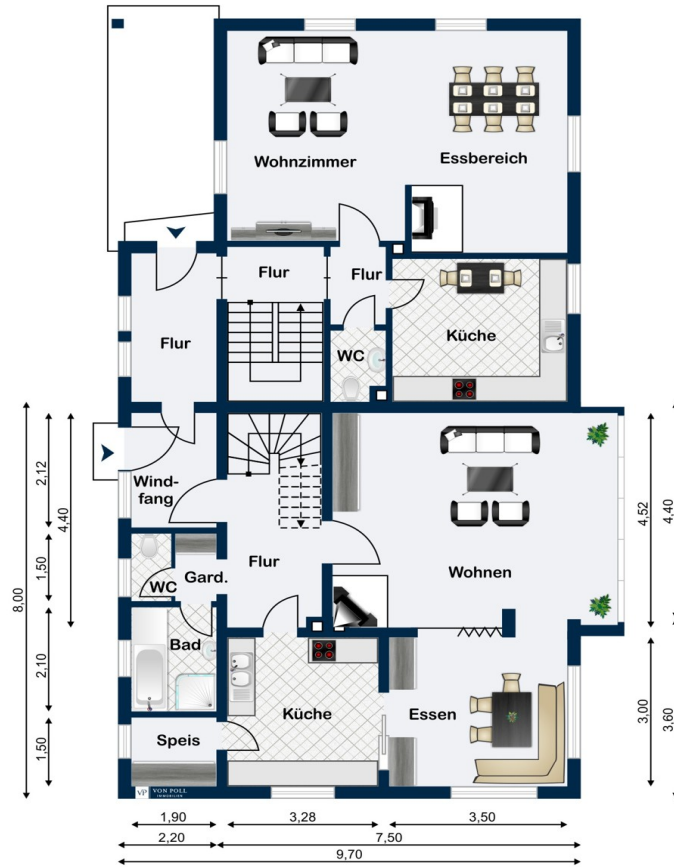 Wohnzimmer
Essbereich
Flur
Flur
Flur
WC
Küche
Wind-
fang
WC
Gard.
Flur
Wohnen
Bad
Küche
Essen
Speis
VP VON POLL
IMMOBILIEN
8,00
2,12
4,40
1,50
2,10
1,50
4,52
4,40
3,00
3,60
1,90
3,28
3,50
2,20
7,50
9,70